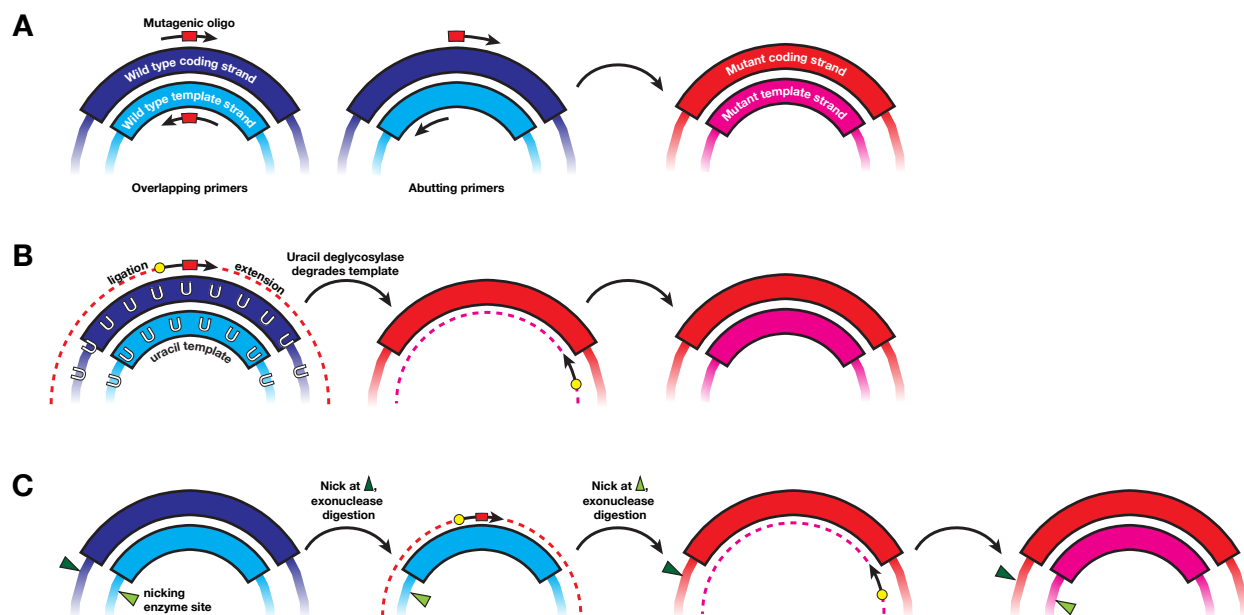 A
Mutagenic oligo
Wild type coding strand
Wild type template strand
Overlapping primers
Abutting primers
Mutant coding strand
Mutant template strand
B
ligation
extension
U U U U U U U U U U U
U U U U U U U U
uracil template
Uracil deglycosylase
degrades template
C
nicking
enzyme site
Nick at ,
exonuclease
digestion
Nick at ,
exonuclease
digestion